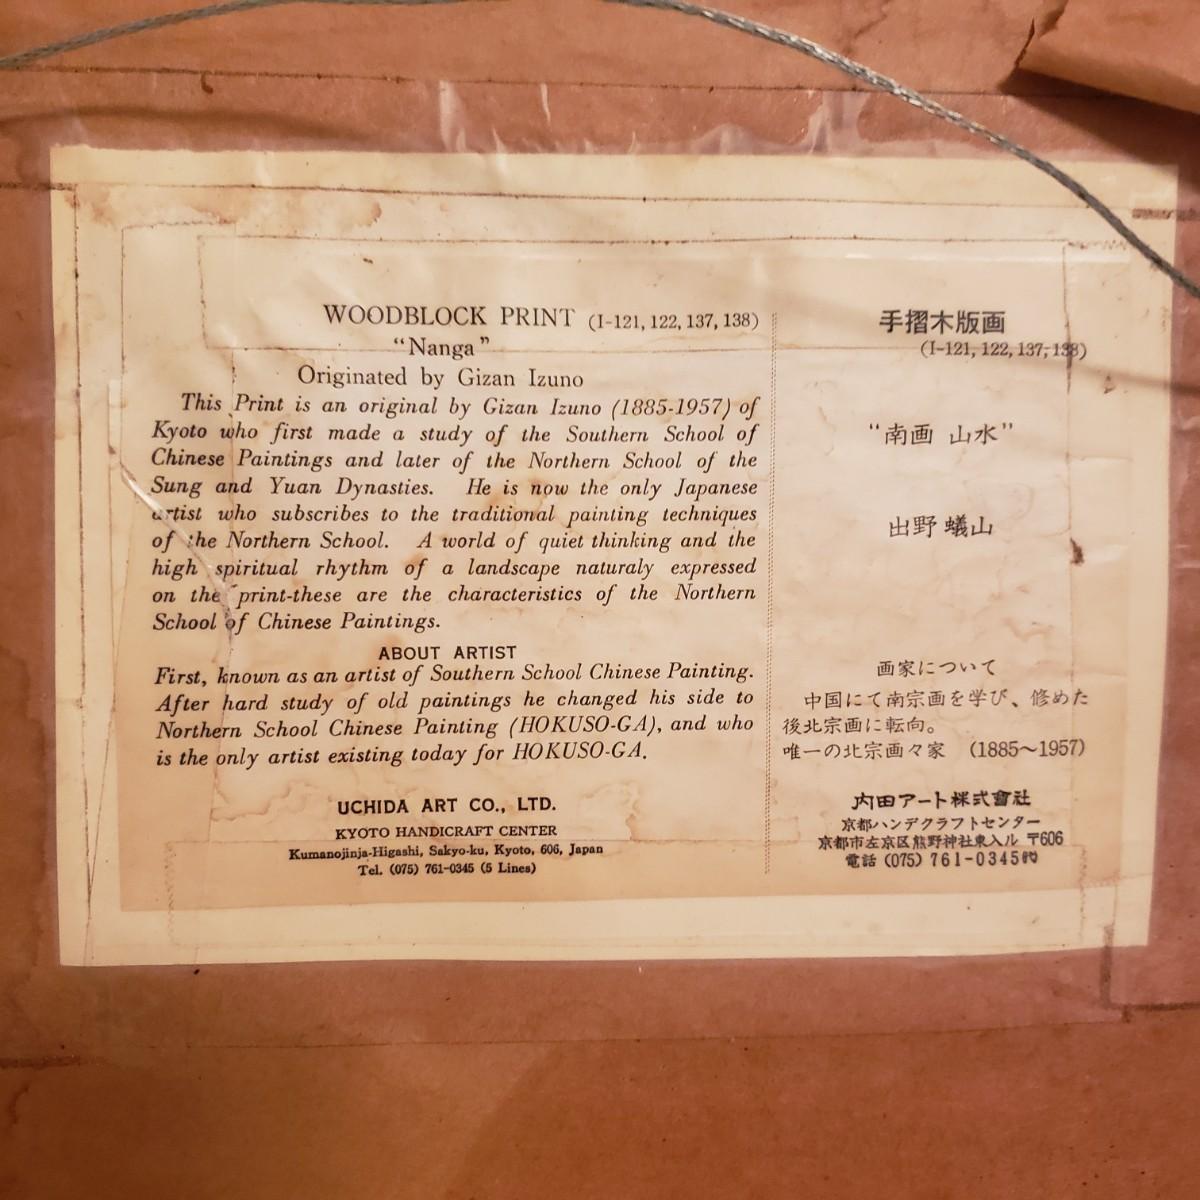 WOODBLOCK PRINT (I-121, 122, 137, 138)
"Nanga"
Originated by Gizan Izuno
This Print is an original by Gizan Izuno (1885-1957) of
Kyoto who first made a study of the Southern School of
Chinese Paintings and later of the Northern School of the
Sung and Yuan Dynasties. He is now the only Japanese
artist who subscribes to the traditional painting techniques
of the Northern School. A world of quiet thinking and the
high spiritual rhythm of a landscape naturaly expressed
on the print-these are the characteristics of the Northern
School of Chinese Paintings.
ABOUT ARTIST
First, known as an artist of Southern School Chinese Painting.
After hard study of old paintings he changed his side to
Northern School Chinese Painting (HOKUSO-GA), and who
is the only artist existing today for HOKUSO-GA.
UCHIDA ART CO., LTD.
KYOTO HANDICRAFT CENTER
Kumanojinja-Higashi, Sakyo-ku, Kyoto, 606, Japan
Tel. (075) 761-0345 (5 Lines)
手摺木版画
(I-121, 122, 137, 138)
"南画 山水"
出野 蟻山
画家について
中国にて南宗画を学び、修めた
後北宗画に転向。
唯一の北宗画々家 (1885〜1957)
内田アート株式會社
京都ハンデクラフトセンター
京都市左京区熊野神社東入ル 〒606
電話 (075) 761-0345㈹